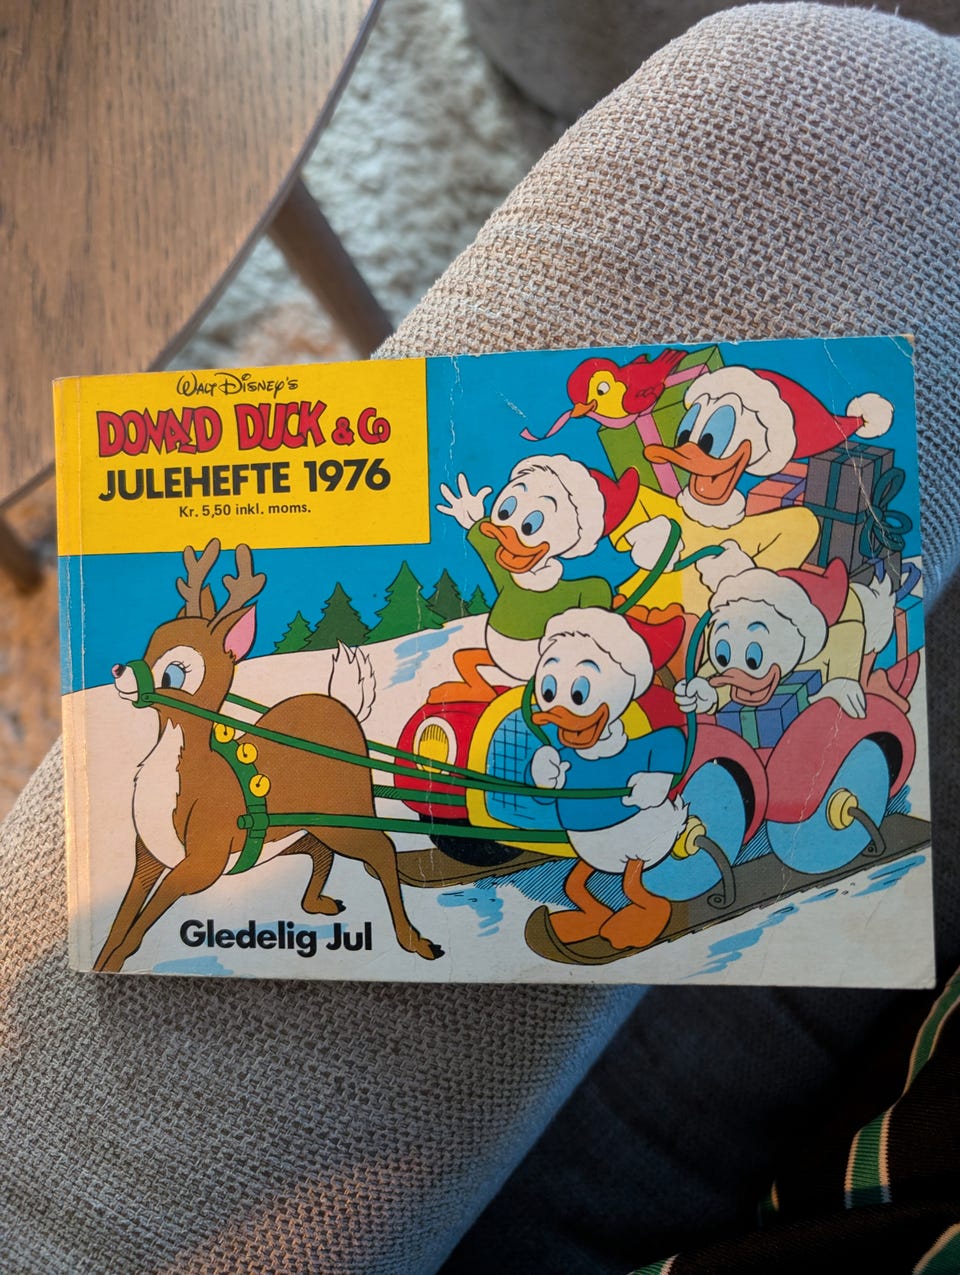 WALT DISNEY'S
DONALD DUCK & Co
JULEHEFTE 1976
Kr. 5,50 inkl. moms.
Gledelig Jul